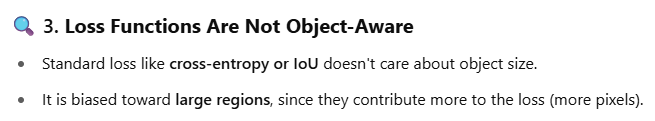 🔍 3. Loss Functions Are Not Object-Aware
• Standard loss like cross-entropy or IoU doesn't care about object size.
• It is biased toward large regions, since they contribute more to the loss (more pixels).